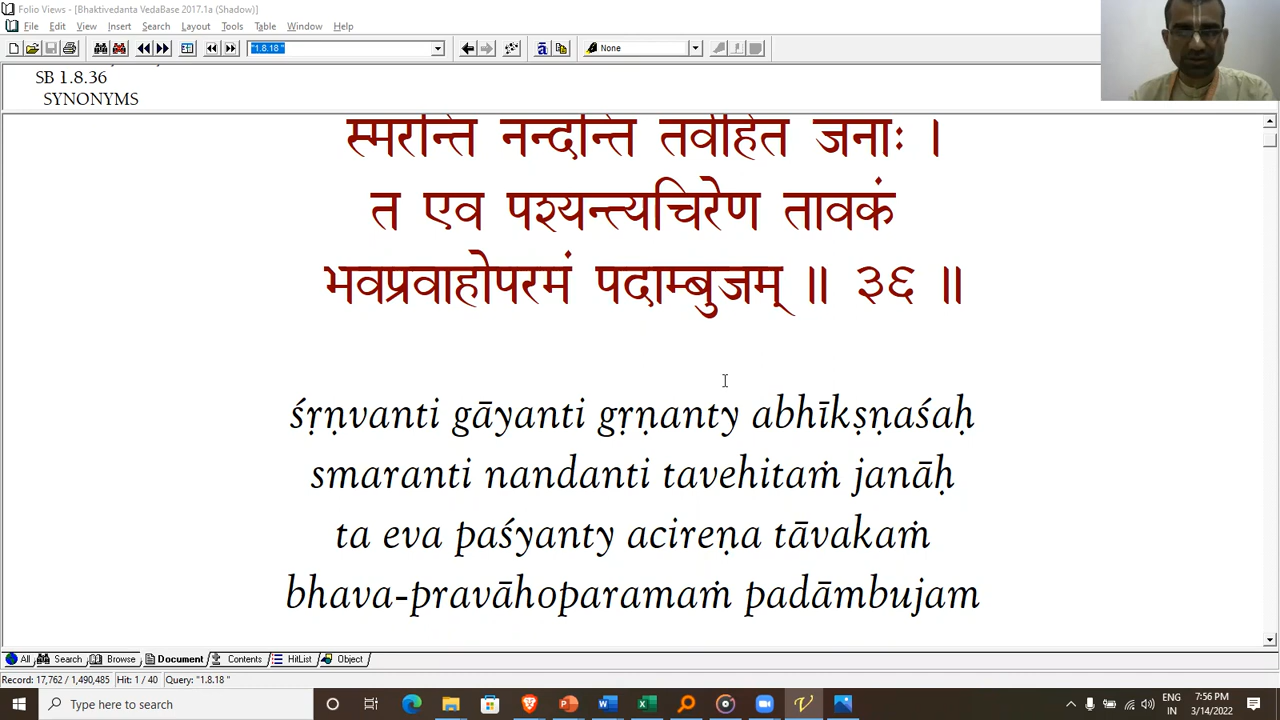 Folio Views - [Bhaktivedanta VedaBase 2017.1a (Shadow)]
File Edit View Insert Search Layout Tools Table Window Help
"1.8.18 " None
SB 1.8.36
SYNONYMS
स्मरन्ति नन्दन्ति तवेहितं जनाः ।
त एव पश्यन्त्यचिरेण तावकं
भवप्रवाहोपरमं पदाम्बुजम् ॥ ३६ ॥
śṛṇvanti gāyanti gṛṇanty abhīkṣṇaśaḥ
smaranti nandanti tavehitaṁ janāḥ
ta eva paśyanty acireṇa tāvakaṁ
bhava-pravāhoparamaṁ padāmbujam
All Search Browse Document Contents HitList Object
Record: 17,762 / 1,490,485 Hit: 1 / 40 Query: "1.8.18 "
Type here to search
ENG 7:56 PM
IN 3/14/2022